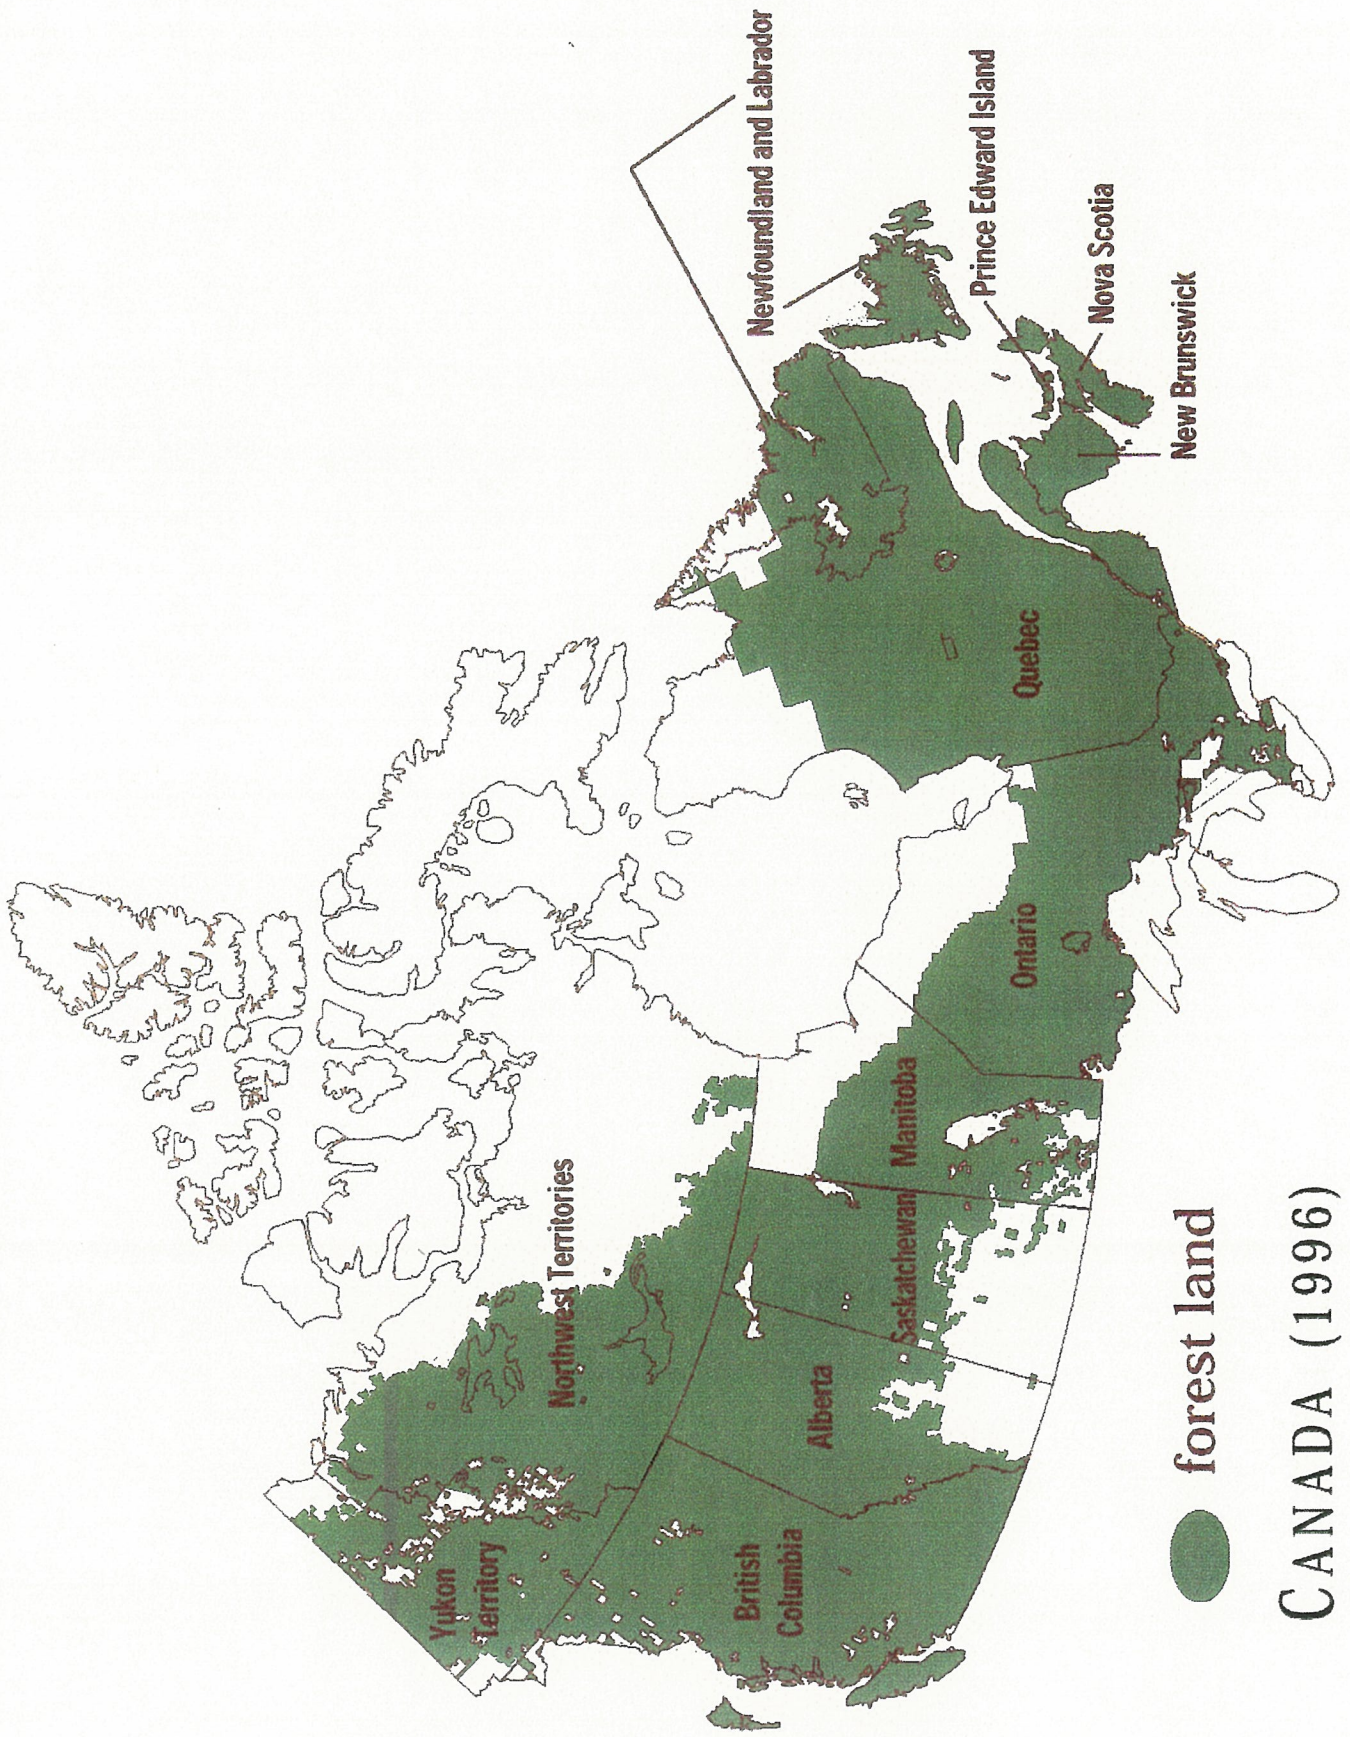 Yukon
Territory
Northwest Territories
British
Columbia
Alberta
Saskatchewan
Manitoba
Ontario
Quebec
Newfoundland and Labrador
Prince Edward Island
Nova Scotia
New Brunswick
forest land
CANADA (1996)